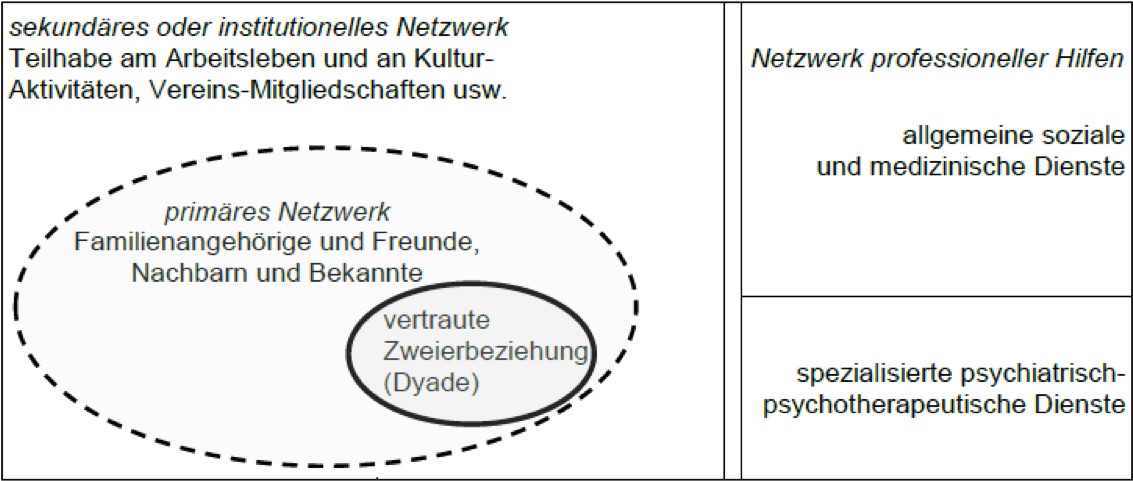 sekundäres oder institutionelles Netzwerk
Teilhabe am Arbeitsleben und an Kultur-
Aktivitäten, Vereins-Mitgliedschaften usw.
primäres Netzwerk
Familienangehörige und Freunde,
Nachbarn und Bekannte
vertraute
Zweierbeziehung
(Dyade)
Netzwerk professioneller Hilfen
allgemeine soziale
und medizinische Dienste
spezialisierte psychiatrisch-
psychotherapeutische Dienste